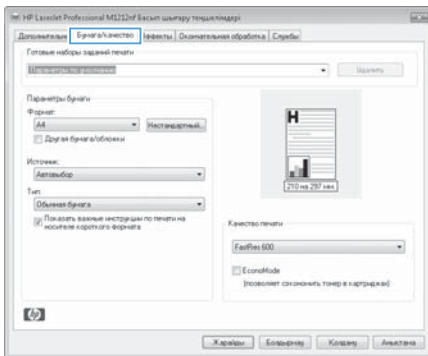 HP LaserJet Professional M1212nf Басып шығару теңшелімдері
Дополнительные Бумага/качество Эффекты Окончательная обработка Службы
Готовые наборы заданий печати
Параметры по умолчанию
Удалить
Параметры бумаги
Формат:
A4 Нестандартный...
Другая бумага/обложки
Источник:
Автовыбор
Тип:
Обычная бумага
Показать важные инструкции по печати на
носителе короткого формата
210 на 297 мм.
Качество печати
FastRes 600
EconoMode
(позволяет сэкономить тонер в картриджах)
hp
Жарайды Болдырмау Қолдану Анықтама